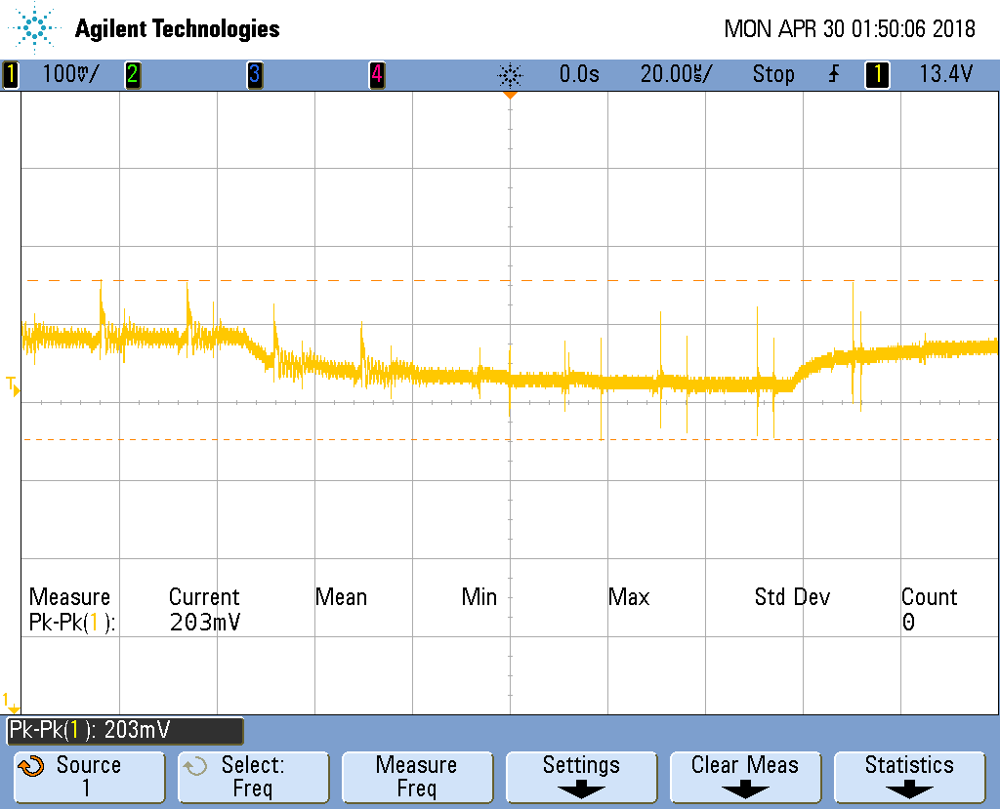 Agilent Technologies MON APR 30 01:50:06 2018
1 100mV/ 2 3 4 0.0s 20.00us/ Stop 1 13.4V
T
Measure Current Mean Min Max Std Dev Count
Pk-Pk(1): 203mV 0
1
Pk-Pk(1): 203mV
Source Select: Measure Settings Clear Meas Statistics
1 Freq Freq